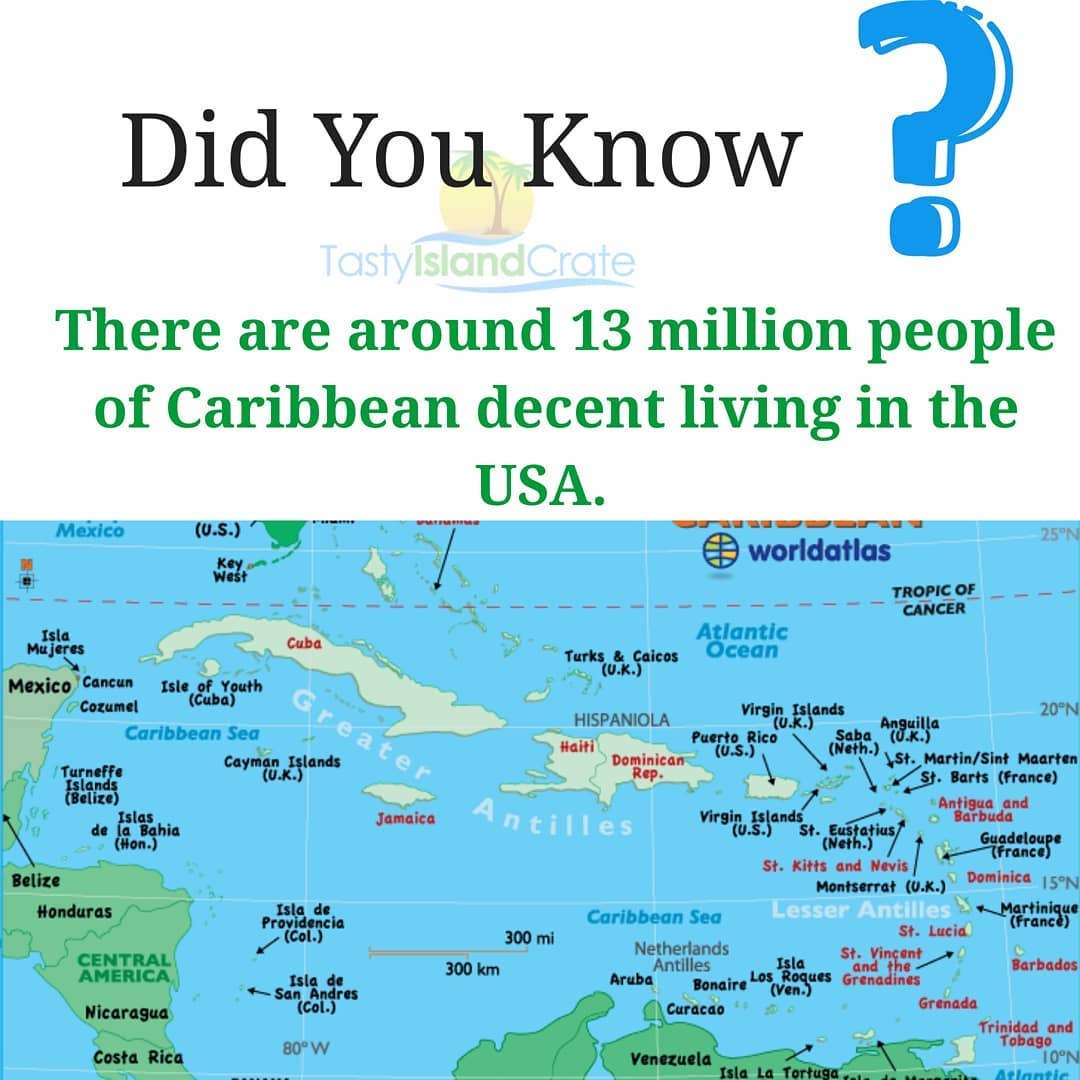 Did You Know ?
TastyIslandCrate
There are around 13 million people
of Caribbean decent living in the
USA.
Mexico
(U.S.)
Bahamas
CARIBBEAN
worldatlas
25°N
Key
West
N
TROPIC OF
CANCER
Isla
Mujeres
Cuba
Atlantic
Ocean
Turks & Caicos
(U.K.)
Mexico
Cancun
Cozumel
Isle of Youth
(Cuba)
Greater
Antilles
HISPANIOLA
20°N
Virgin Islands
(U.K.)
Anguilla
(U.K.)
Puerto Rico
(U.S.)
Saba
(Neth.)
Caribbean Sea
Haiti
Dominican
Rep.
St. Martin/Sint Maarten
St. Barts (France)
Cayman Islands
(U.K.)
Turneffe
Islands
(Belize)
Jamaica
Virgin Islands
(U.S.)
St. Eustatius
(Neth.)
Antigua and
Barbuda
Islas
de la Bahia
(Hon.)
Guadeloupe
(France)
St. Kitts and Nevis
Montserrat (U.K.)
Dominica
15°N
Belize
Honduras
Isla de
Providencia
(Col.)
Caribbean Sea
Lesser Antilles
Martinique
(France)
St. Lucia
300 mi
300 km
Netherlands
Antilles
CENTRAL
AMERICA
St. Vincent
and the
Grenadines
Barbados
Isla de
San Andres
(Col.)
Aruba
Bonaire
Curacao
Isla
Los Roques
(Ven.)
Grenada
Nicaragua
Trinidad and
Tobago
Costa Rica
80°W
Venezuela
Isla La Tortuga
10°N
Atlantic